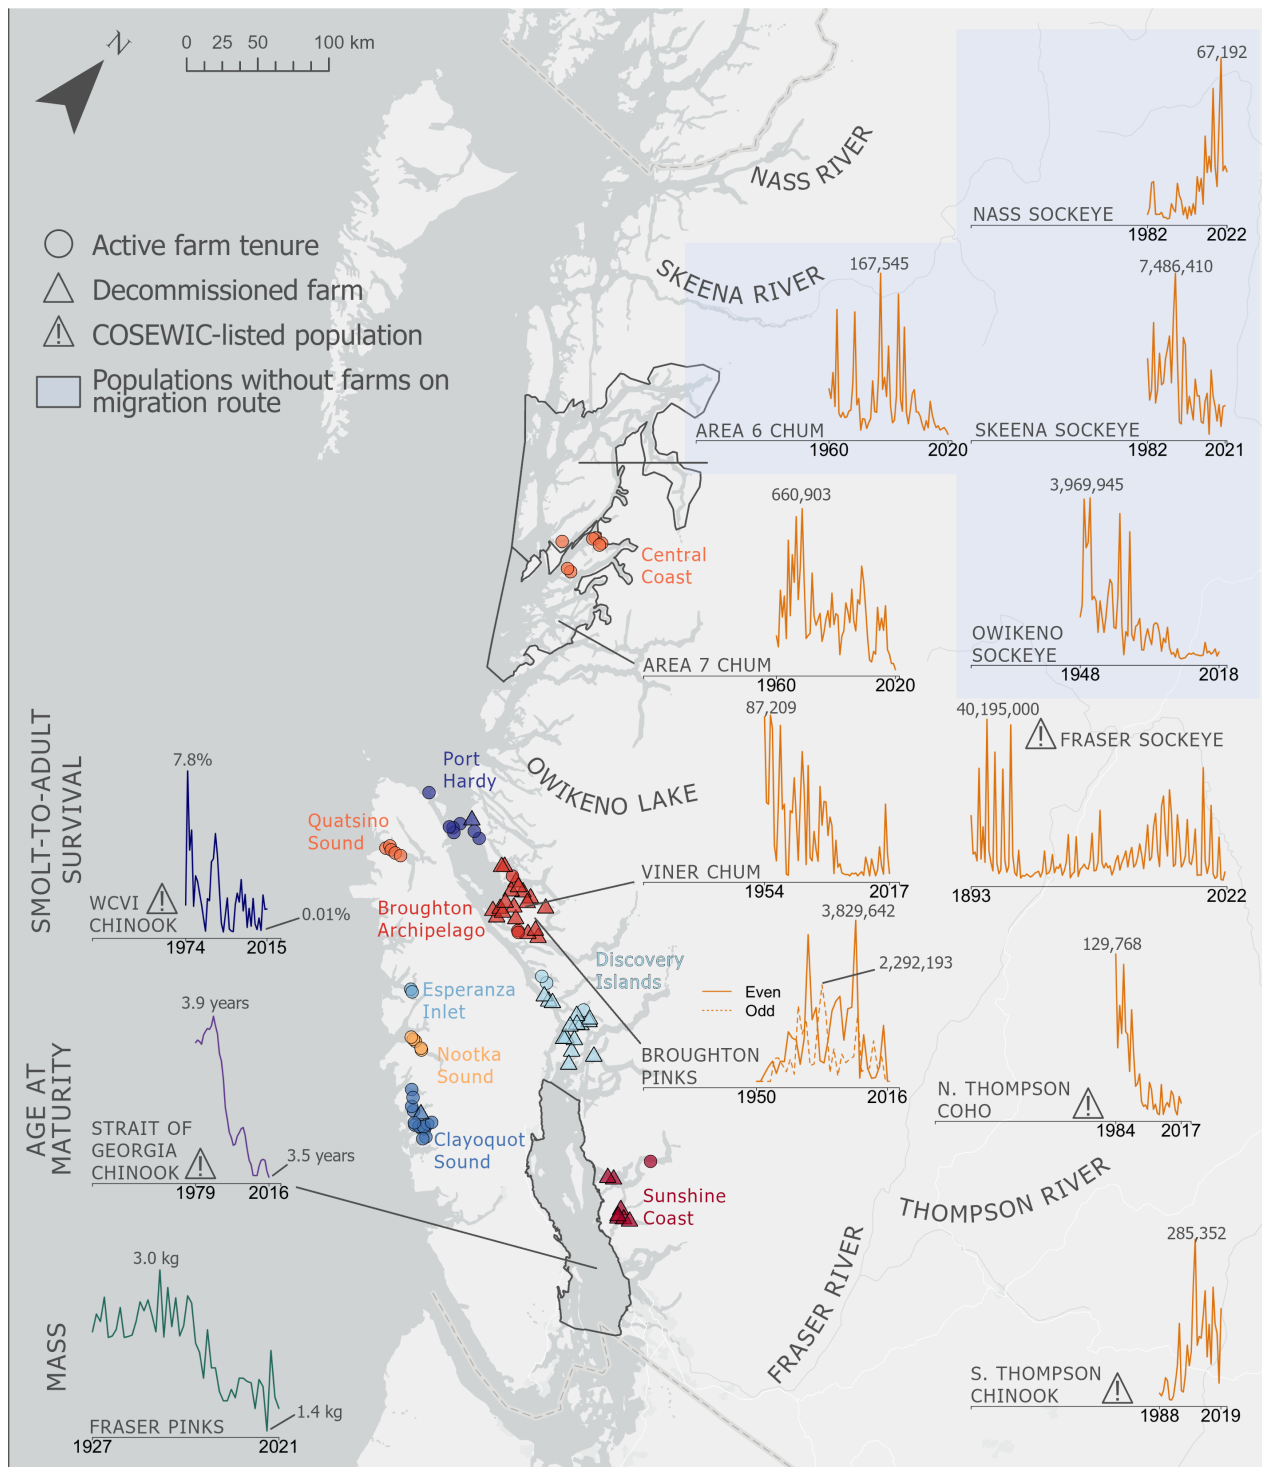 N
0 25 50 100 km
Active farm tenure
Decommissioned farm
COSEWIC-listed population
Populations without farms on
migration route
NASS RIVER
67,192
NASS SOCKEYE
1982 2022
SKEENA RIVER
167,545
AREA 6 CHUM
1960 2020
7,486,410
SKEENA SOCKEYE
1982 2021
Central
Coast
660,903
AREA 7 CHUM
1960 2020
3,969,945
OWIKENO
SOCKEYE
1948 2018
OWIKENO LAKE
87,209
VINER CHUM
1954 2017
40,195,000
FRASER SOCKEYE
1893 2022
SMOLT-TO-ADULT
SURVIVAL
7.8%
WCVI
CHINOOK
0.01%
1974 2015
Port
Hardy
Quatsino
Sound
Broughton
Archipelago
Discovery
Islands
Esperanza
Inlet
Nootka
Sound
Clayoquot
Sound
Sunshine
Coast
3,829,642
2,292,193
Even
Odd
BROUGHTON
PINKS
1950 2016
129,768
N. THOMPSON
COHO
1984 2017
AGE AT
MATURITY
3.9 years
STRAIT OF
GEORGIA
CHINOOK
3.5 years
1979 2016
THOMPSON RIVER
FRASER RIVER
285,352
S. THOMPSON
CHINOOK
1988 2019
MASS
3.0 kg
1.4 kg
FRASER PINKS
1927 2021